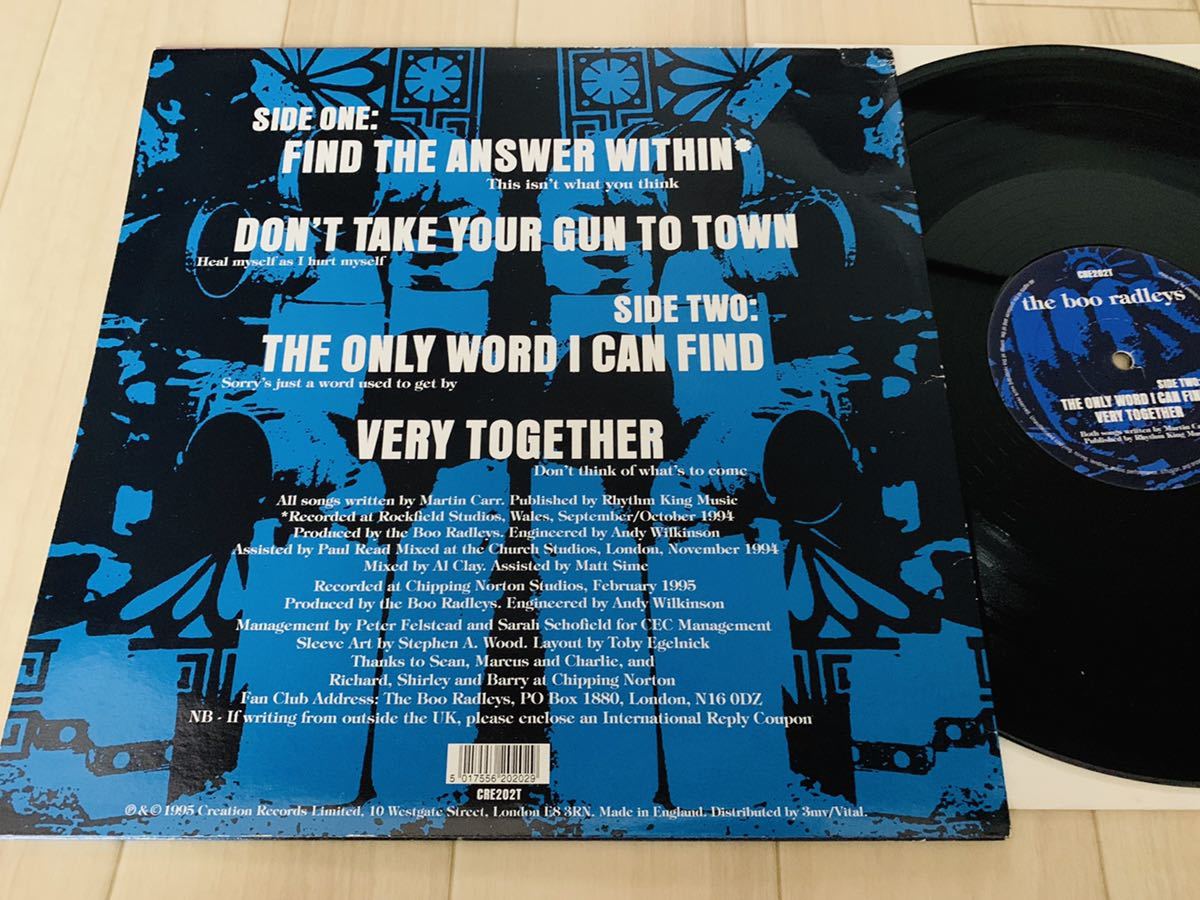 SIDE ONE:
FIND THE ANSWER WITHIN*
This isn't what you think
DON'T TAKE YOUR GUN TO TOWN
Heal myself as I hurt myself
SIDE TWO:
THE ONLY WORD I CAN FIND
Sorry's just a word used to get by
VERY TOGETHER
Don't think of what's to come
All songs written by Martin Carr. Published by Rhythm King Music
*Recorded at Rockfield Studios, Wales, September/October 1994
Produced by the Boo Radleys. Engineered by Andy Wilkinson
Assisted by Paul Read Mixed at the Church Studios, London, November 1994
Mixed by Al Clay. Assisted by Matt Sime
Recorded at Chipping Norton Studios, February 1995
Produced by the Boo Radleys. Engineered by Andy Wilkinson
Management by Peter Felstead and Sarah Schofield for CEC Management
Sleeve Art by Stephen A. Wood. Layout by Toby Egelnick
Thanks to Sean, Marcus and Charlie, and
Richard, Shirley and Barry at Chipping Norton
Fan Club Address: The Boo Radleys, PO Box 1880, London, N16 0DZ
NB - If writing from outside the UK, please enclose an International Reply Coupon
5 017556 202029
CRE202T
℗ & © 1995 Creation Records Limited, 10 Westgate Street, London E8 3RN. Made in England. Distributed by 3mv/Vital.
CRE202T
the boo radleys
SIDE TWO
THE ONLY WORD I CAN FIN
VERY TOGETHER
Both songs written by Martin Car
Published by Rhythm King Mus